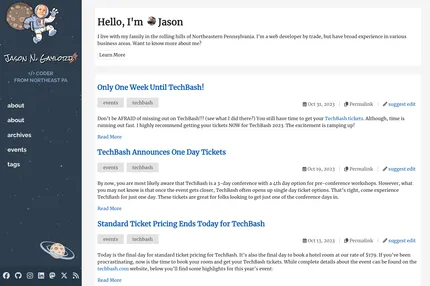 Jason N. Gaylord
</> CODER
FROM NORTHEAST PA
about
about
archives
events
tags
Hello, I'm Jason
I live with my family in the rolling hills of Northeastern Pennsylvania. I'm a web developer by trade, but have broad experience in various
business areas. Want to know more about me?
Learn More
Only One Week Until TechBash!
events techbash
Oct 31, 2023 | Permalink | suggest edit
Don't be AFRAID of missing out on TechBash!!! (see what I did there?) You still have time to get your TechBash tickets. Although, time is
running out fast. I highly recommend getting your tickets NOW for TechBash 2023. The excitement is ramping up!
Read More
TechBash Announces One Day Tickets
events techbash
Oct 19, 2023 | Permalink | suggest edit
By now, you are most likely aware that TechBash is a 3-day conference with a 4th day option for pre-conference workshops. However, what
you may not know is that once the event gets closer, TechBash often opens up single day ticket options. That's right, come experience
TechBash for just one day. These tickets are great for folks looking to get just one of the conference days in.
Read More
Standard Ticket Pricing Ends Today for TechBash
events techbash
Oct 13, 2023 | Permalink | suggest edit
Today is the final day for standard ticket pricing for TechBash. It's also the final day to book a hotel room at our rate of $179. If you've been
procrastinating, now is the time to book your room and get your TechBash tickets. While complete details about the event can be found on the
techbash.com website, below you'll find some highlights for this year's event:
Read More